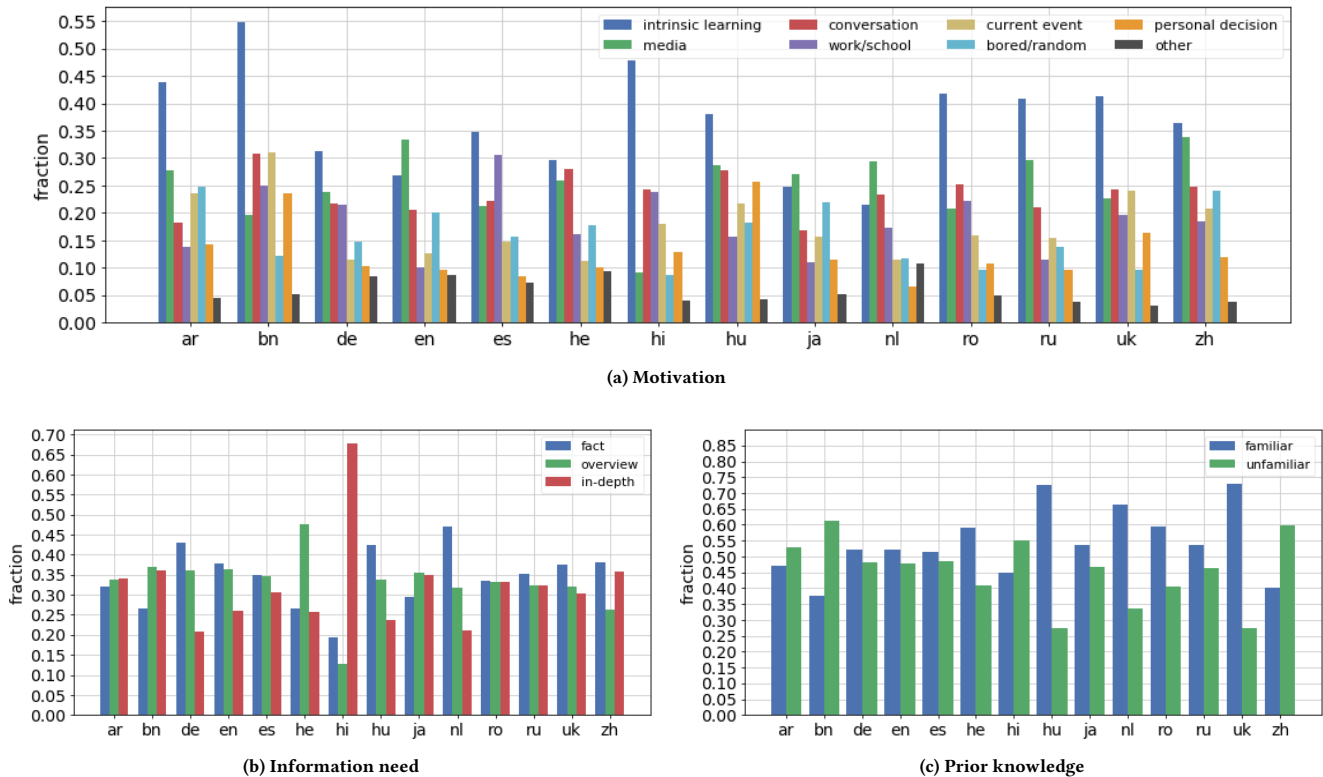 intrinsic learning conversation current event personal decision
media work/school bored/random other
0.55
0.50
0.45
0.40
0.35
0.30
0.25
0.20
0.15
0.10
0.05
0.00
fraction
ar bn de en es he hi hu ja nl ro ru uk zh
(a) Motivation
0.70
0.65
0.60
0.55
0.50
0.45
0.40
0.35
0.30
0.25
0.20
0.15
0.10
0.05
0.00
fraction
fact
overview
in-depth
ar bn de en es he hi hu ja nl ro ru uk zh
(b) Information need
0.85
0.80
0.75
0.70
0.65
0.60
0.55
0.50
0.45
0.40
0.35
0.30
0.25
0.20
0.15
0.10
0.05
0.00
fraction
familiar
unfamiliar
ar bn de en es he hi hu ja nl ro ru uk zh
(c) Prior knowledge